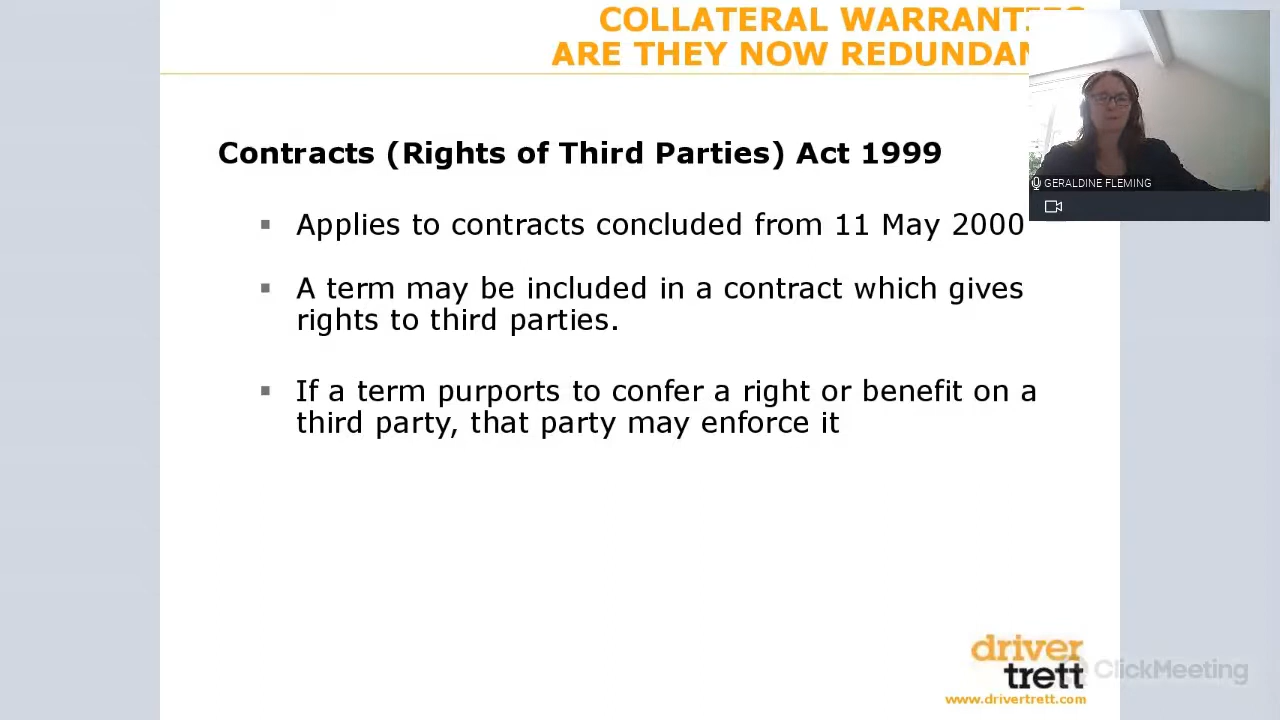 COLLATERAL
ARE THEY NOW
Contracts (Rights of Third Parties) Act 1999
GERALDINE FLEMING
▪ Applies to contracts concluded from 11 May 2000
▪ A term may be included in a contract which gives
rights to third parties.
▪ If a term purports to confer a right or benefit on a
third party, that party may enforce it
driver
trett
ClickMeeting
www.drivertrett.com